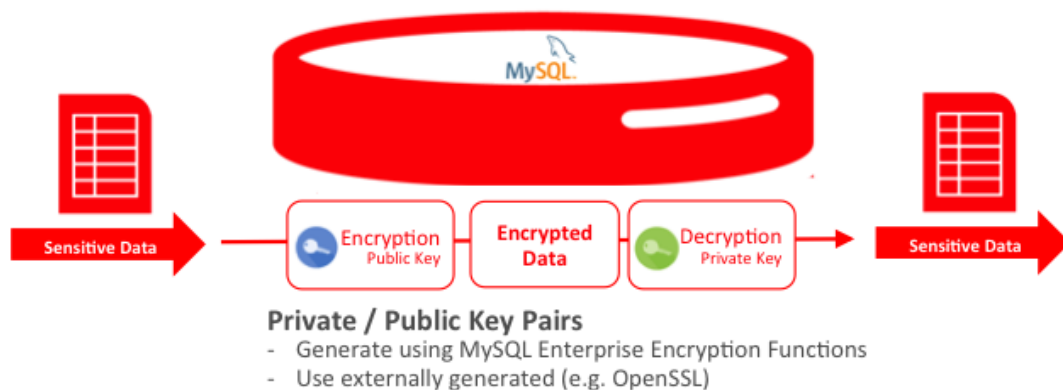 MySQL™
Sensitive Data
Encryption
Public Key
Encrypted
Data
Decryption
Private Key
Sensitive Data
Private / Public Key Pairs
- Generate using MySQL Enterprise Encryption Functions
- Use externally generated (e.g. OpenSSL)